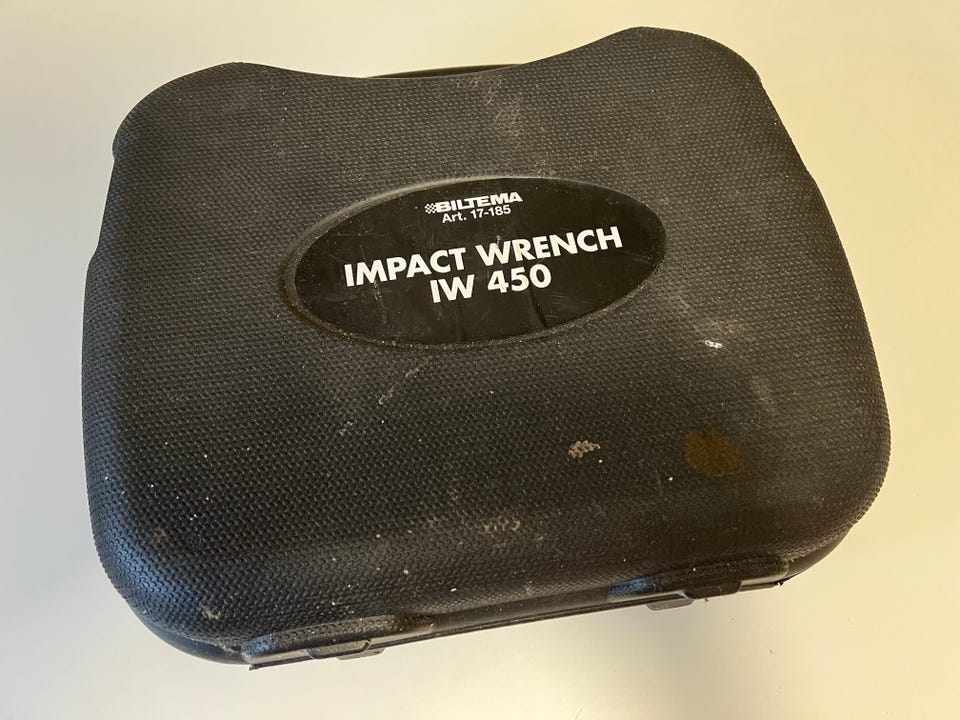 BILTEMA
Art. 17-185
IMPACT WRENCH
IW 450